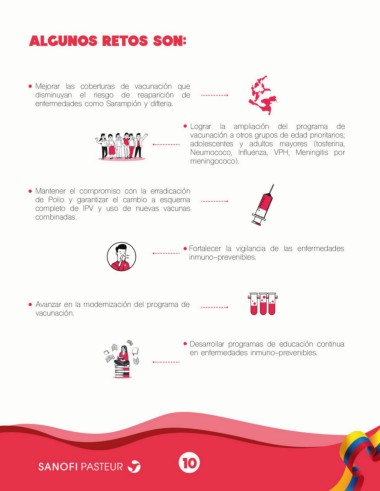 ALGUNOS RETOS SON:
Mejorar las coberturas de vacunación que
disminuyan el riesgo de reaparición de
enfermedades como Sarampión y difteria.
Lograr la ampliación del programa de
vacunación a otros grupos de edad prioritarios;
adolescentes y adultos mayores (tosferina,
Neumococo, Influenza, VPH, Meningitis por
meningococo).
Mantener el compromiso con la erradicación
de Polio y garantizar el cambio a esquema
completo de IPV y uso de nuevas vacunas
combinadas.
Fortalecer la vigilancia de las enfermedades
inmuno-prevenibles.
Avanzar en la modernización del programa de
vacunación.
Desarrollar programas de educación continua
en enfermedades inmuno-prevenibles.
SANOFI PASTEUR
10